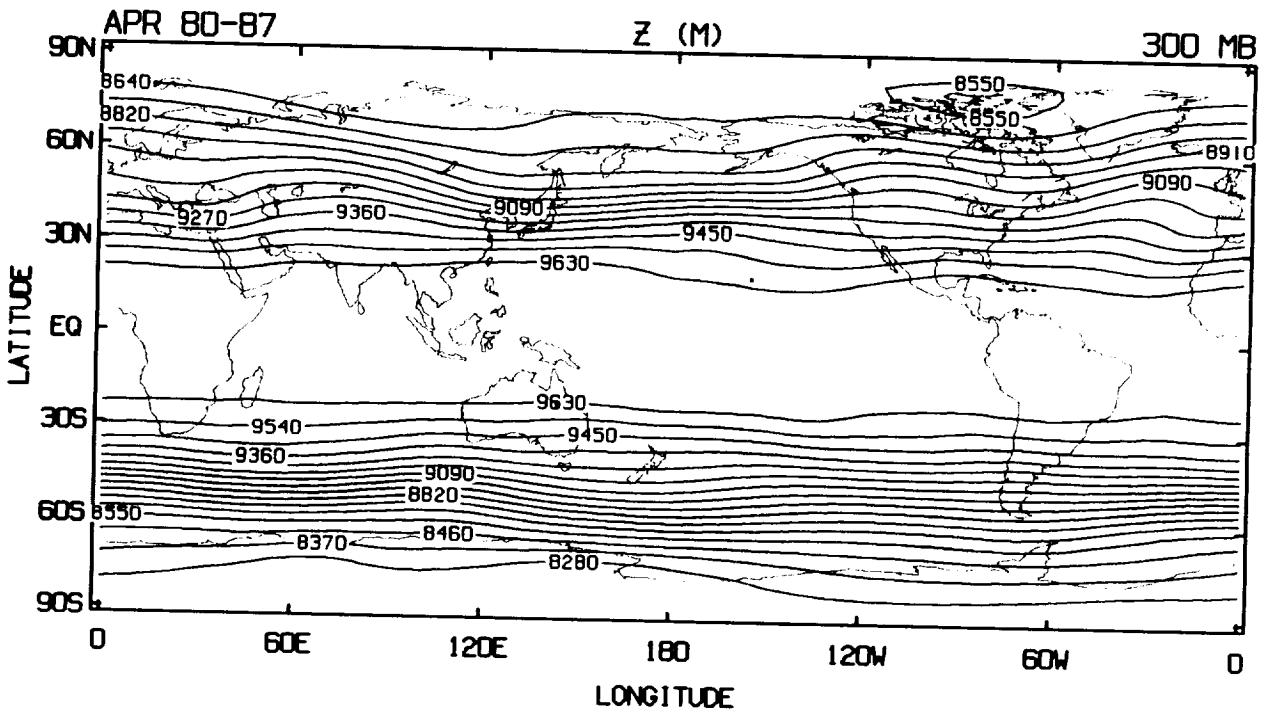 APR 80-87 Z (M) 300 MB
90N
8640
8550
8820
8550
60N
8910
9090
9270
9360
9090
9450
30N
9630
LATITUDE
EQ
9630
30S
9540
9450
9360
9090
8820
60S
8550
8460
8370
8280
90S
0 60E 120E 180 120W 60W 0
LONGITUDE